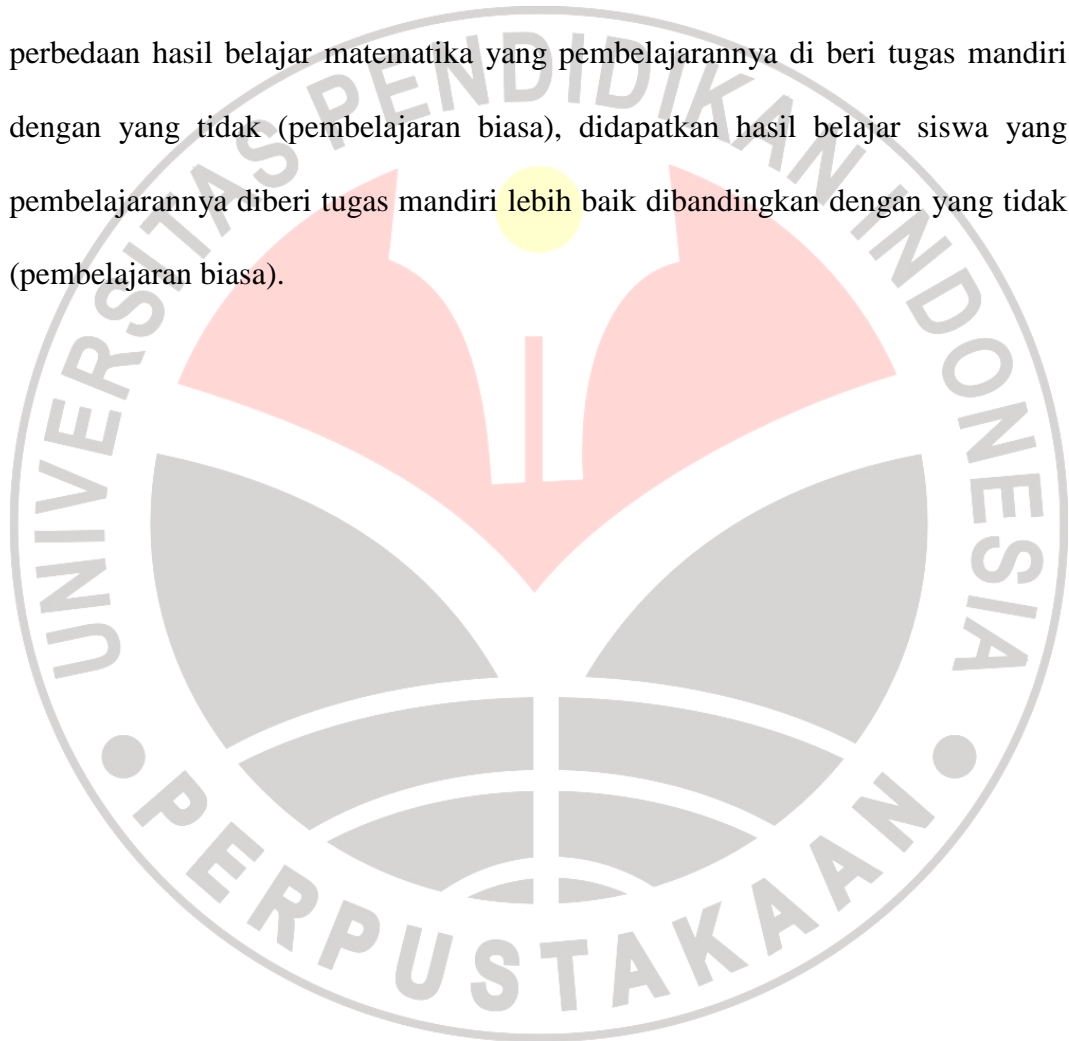 perbedaan hasil belajar matematika yang pembelajarannya di beri tugas mandiri
dengan yang tidak (pembelajaran biasa), didapatkan hasil belajar siswa yang
pembelajarannya diberi tugas mandiri lebih baik dibandingkan dengan yang tidak
(pembelajaran biasa).
UNIVERSITAS PENDIDIKAN INDONESIA
PERPUSTAKAAN